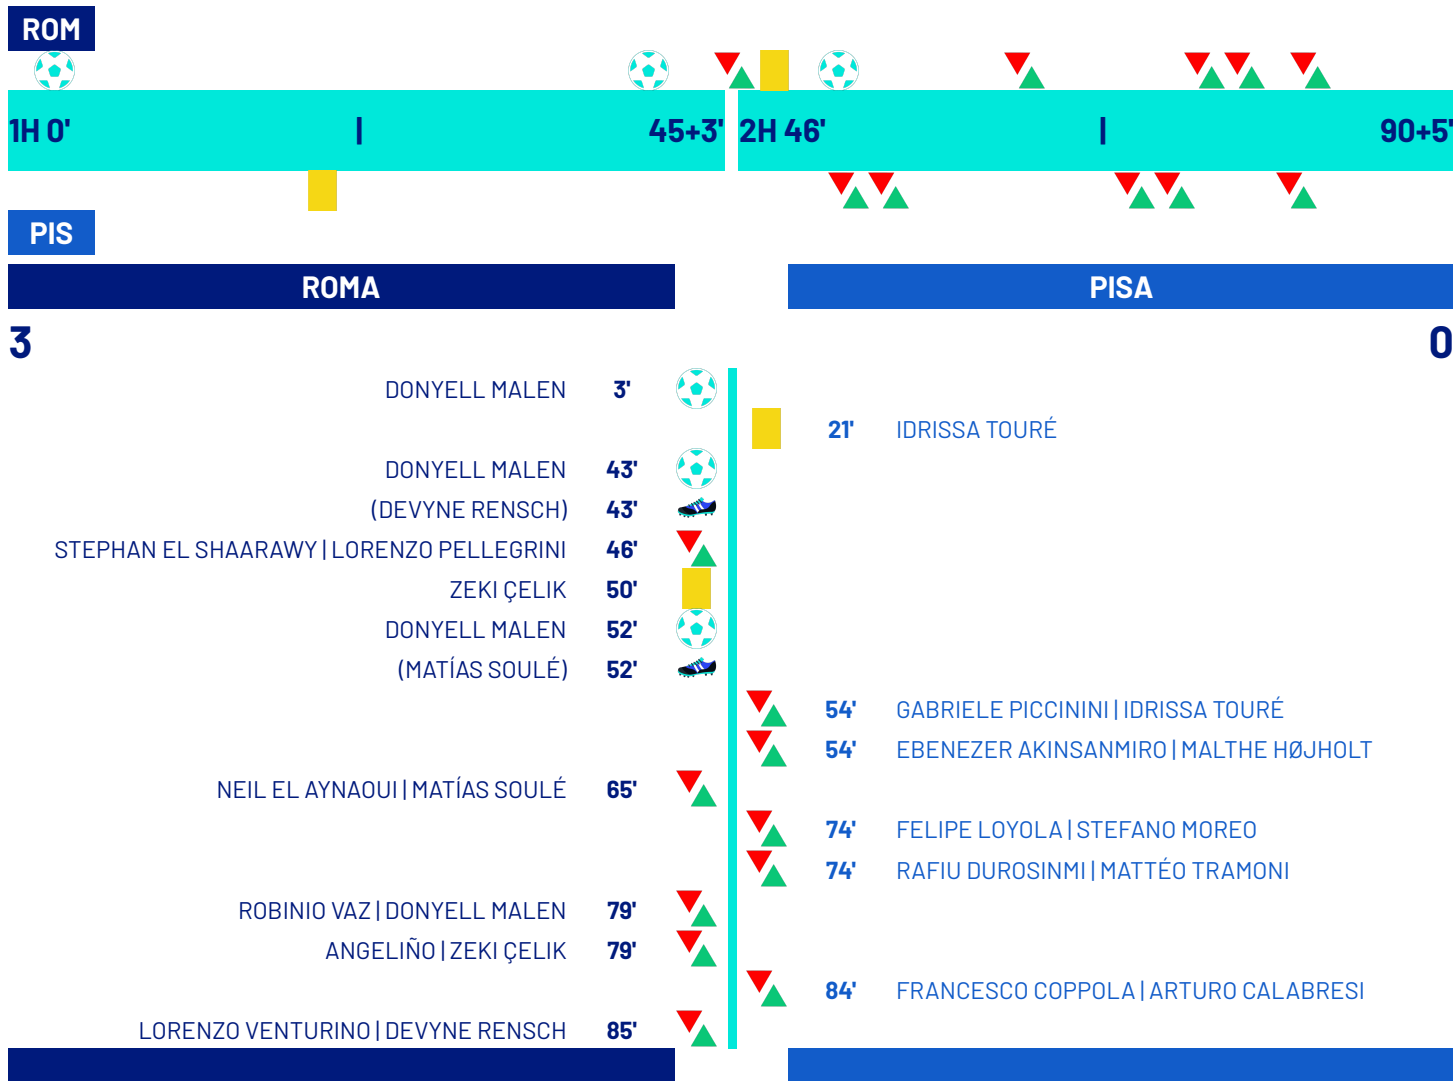 ROM
1H 0' | 45+3' 2H 46' | 90+5'
PIS
ROMA PISA
3 0
DONYELL MALEN 3'
21' IDRISSA TOURÉ
DONYELL MALEN 43'
(DEVYNE RENSCH) 43'
STEPHAN EL SHAARAWY | LORENZO PELLEGRINI 46'
ZEKI ÇELIK 50'
DONYELL MALEN 52'
(MATÍAS SOULÉ) 52'
54' GABRIELE PICCININI | IDRISSA TOURÉ
54' EBENEZER AKINSANMIRO | MALTHE HØJHOLT
NEIL EL AYNAOUI | MATÍAS SOULÉ 65'
74' FELIPE LOYOLA | STEFANO MOREO
74' RAFIU DUROSINMI | MATTÉO TRAMONI
ROBINIO VAZ | DONYELL MALEN 79'
ANGELIÑO | ZEKI ÇELIK 79'
84' FRANCESCO COPPOLA | ARTURO CALABRESI
LORENZO VENTURINO | DEVYNE RENSCH 85'